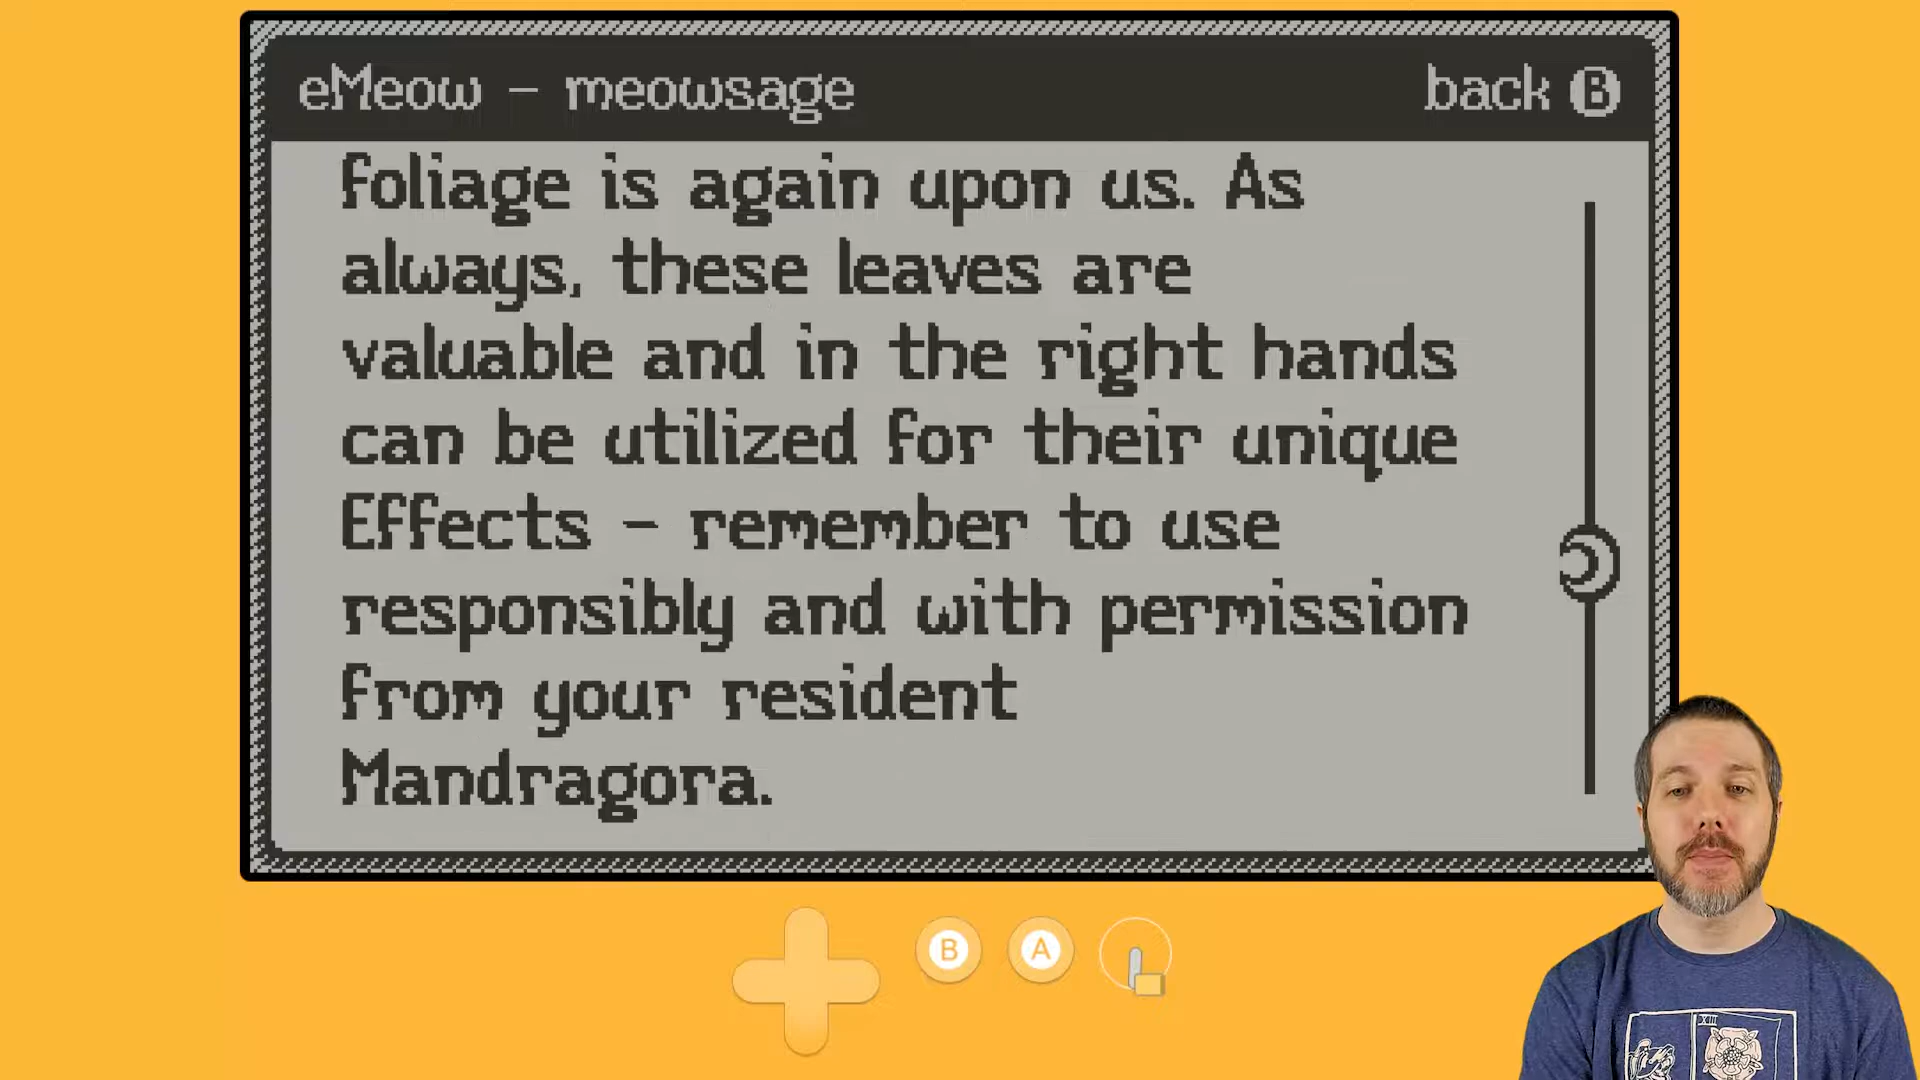 eMeow - meowsage
back B
foliage is again upon us. As
always, these leaves are
valuable and in the right hands
can be utilized for their unique
Effects - remember to use
responsibly and with permission
from your resident
Mandragora.
B A
XIII